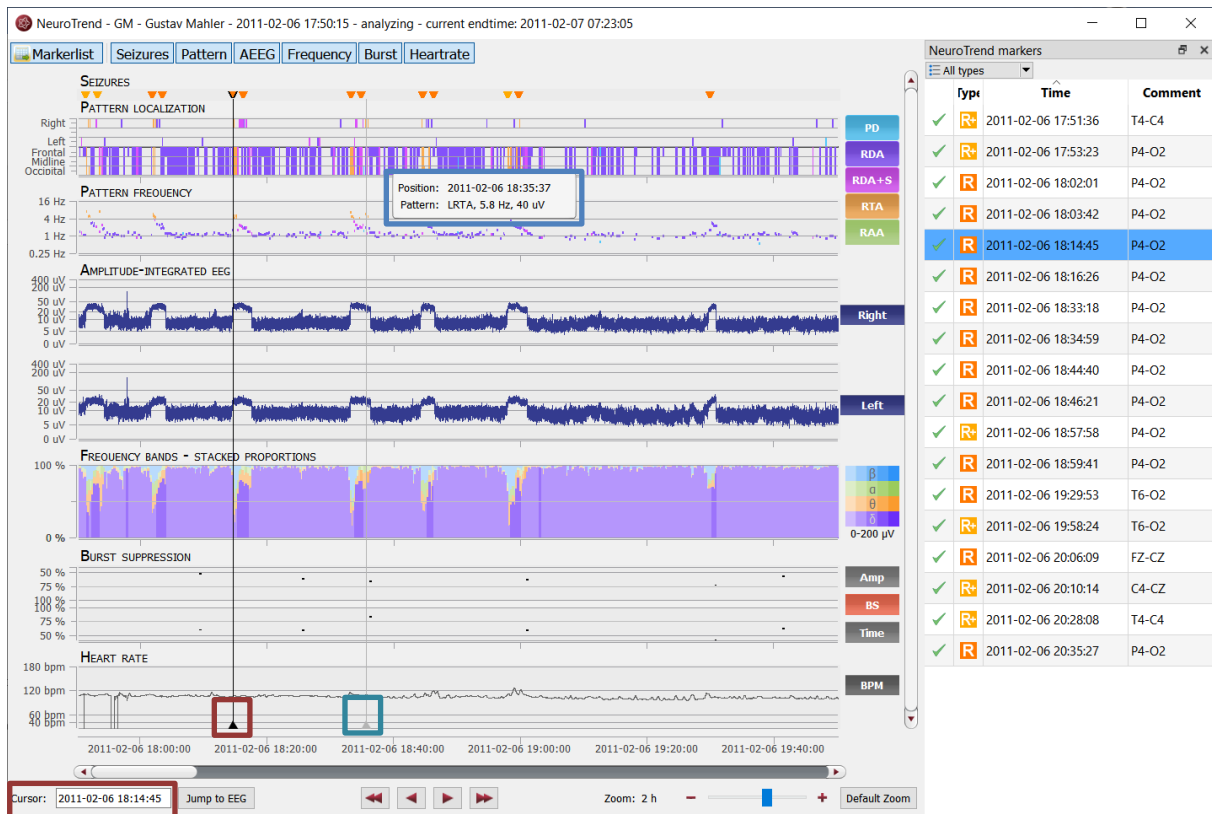 NeuroTrend - GM - Gustav Mahler - 2011-02-06 17:50:15 - analyzing - current endtime: 2011-02-07 07:23:05
Markerlist Seizures Pattern AEEG Frequency Burst Heartrate
SEIZURES
PATTERN LOCALIZATION
Right
Left
Frontal
Midline
Occipital
PD
RDA
RDA+S
RTA
RAA
Position: 2011-02-06 18:35:37
Pattern: LRTA, 5.8 Hz, 40 uV
PATTERN FREQUENCY
16 Hz
4 Hz
1 Hz
0.25 Hz
AMPLITUDE-INTEGRATED EEG
400 uV
200 uV
50 uV
20 uV
10 uV
5 uV
0 uV
Right
400 uV
200 uV
50 uV
20 uV
10 uV
5 uV
0 uV
Left
FREQUENCY BANDS - STACKED PROPORTIONS
100 %
0 %
β
α
θ
δ
0-200 μV
BURST SUPPRESSION
50 %
75 %
100 %
100 %
75 %
50 %
Amp
BS
Time
HEART RATE
180 bpm
120 bpm
60 bpm
40 bpm
BPM
2011-02-06 18:00:00 2011-02-06 18:20:00 2011-02-06 18:40:00 2011-02-06 19:00:00 2011-02-06 19:20:00 2011-02-06 19:40:00
Cursor: 2011-02-06 18:14:45 Jump to EEG Zoom: 2 h Default Zoom
NeuroTrend markers
All types
Type Time Comment
R+ 2011-02-06 17:51:36 T4-C4
R+ 2011-02-06 17:53:23 P4-O2
R 2011-02-06 18:02:01 P4-O2
R 2011-02-06 18:03:42 P4-O2
R 2011-02-06 18:14:45 P4-O2
R 2011-02-06 18:16:26 P4-O2
R 2011-02-06 18:33:18 P4-O2
R 2011-02-06 18:34:59 P4-O2
R 2011-02-06 18:44:40 P4-O2
R 2011-02-06 18:46:21 P4-O2
R+ 2011-02-06 18:57:58 P4-O2
R 2011-02-06 18:59:41 P4-O2
R 2011-02-06 19:29:53 T6-O2
R+ 2011-02-06 19:58:24 T6-O2
R 2011-02-06 20:06:09 FZ-CZ
R+ 2011-02-06 20:10:14 C4-CZ
R+ 2011-02-06 20:28:08 T4-C4
R 2011-02-06 20:35:27 P4-O2